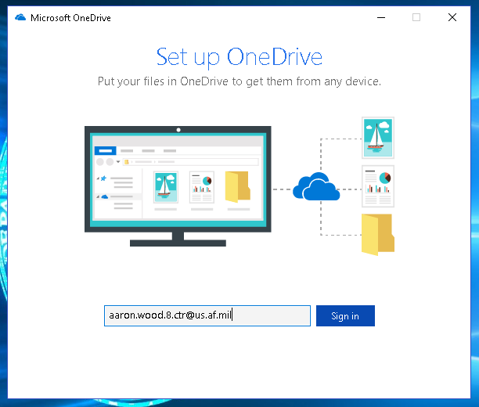 Microsoft OneDrive
Set up OneDrive
Put your files in OneDrive to get them from any device.
aaron.wood.8.ctr@us.af.mil
Sign in